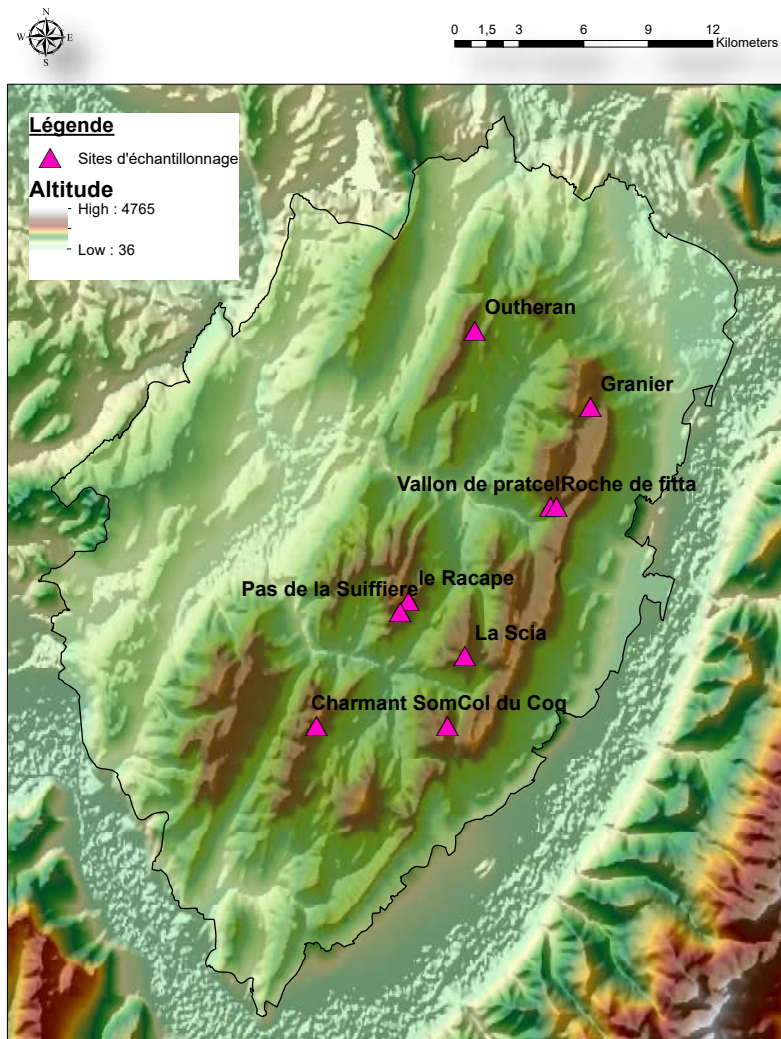 N
W E
S
0 1,5 3 6 9 12
Kilometers
Légende
Sites d'échantillonnage
Altitude
High : 4765
Low : 36
Outheran
Granier
Vallon de pratcelRoche de fitta
le Racape
Pas de la Suiffiere
La Scia
Charmant SomCol du Coq